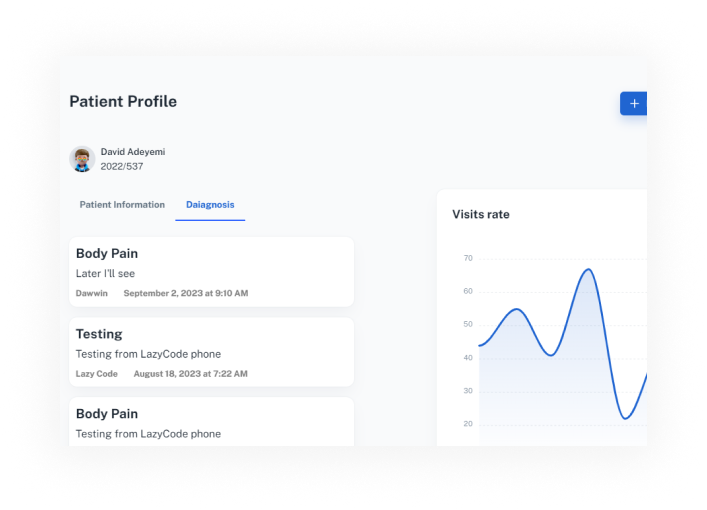 Patient Profile
+
David Adeyemi
2022/537
Patient Information
Daiagnosis
Body Pain
Later I'll see
Dawwin
September 2, 2023 at 9:10 AM
Testing
Testing from LazyCode phone
Lazy Code
August 18, 2023 at 7:22 AM
Body Pain
Testing from LazyCode phone
Visits rate
70
60
50
40
30
20